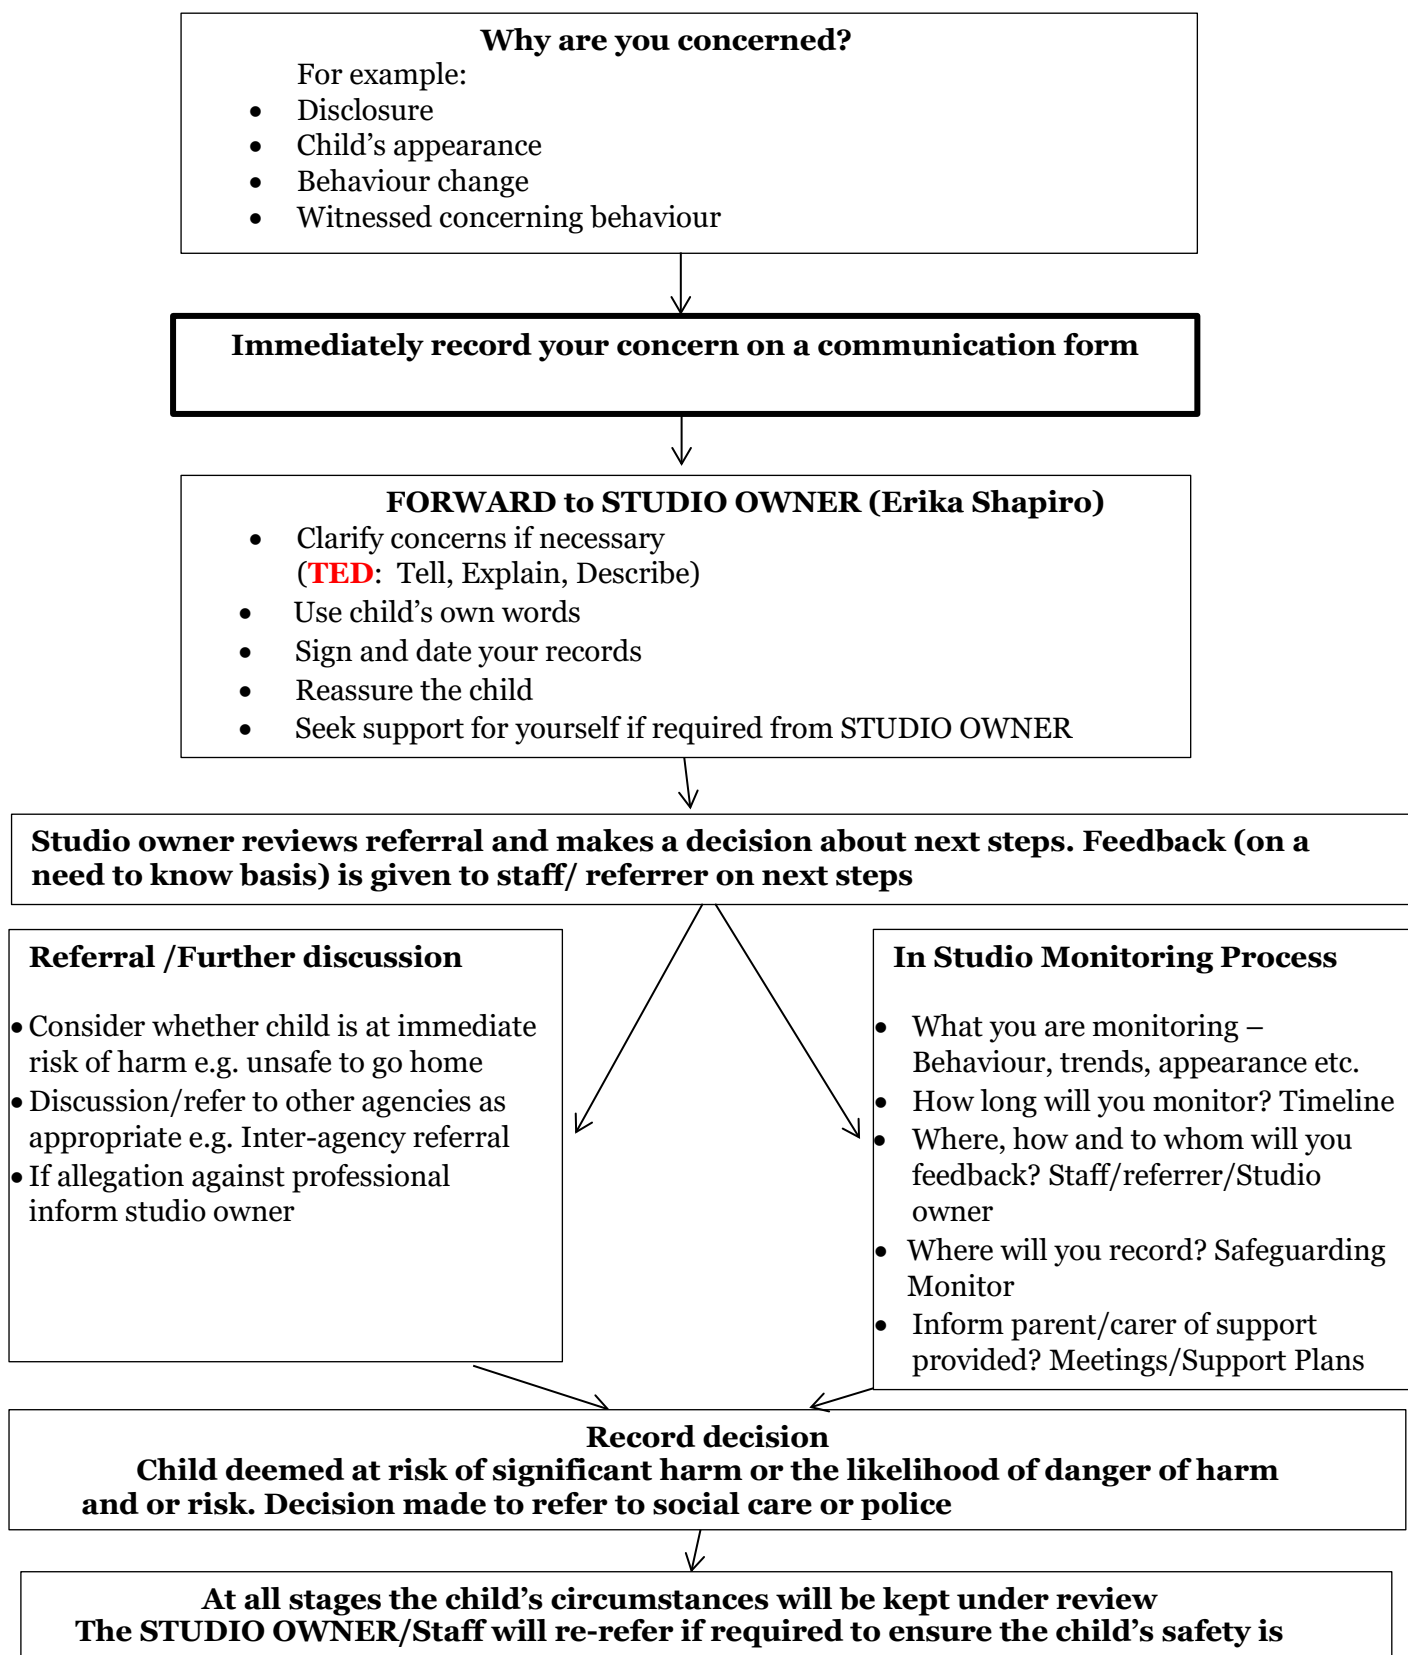 Why are you concerned?
For example:
• Disclosure
• Child’s appearance
• Behaviour change
• Witnessed concerning behaviour
Immediately record your concern on a communication form
FORWARD to STUDIO OWNER (Erika Shapiro)
• Clarify concerns if necessary
(TED:  Tell, Explain, Describe)
• Use child’s own words
• Sign and date your records
• Reassure the child
• Seek support for yourself if required from STUDIO OWNER
Studio owner reviews referral and makes a decision about next steps. Feedback (on a
need to know basis) is given to staff/ referrer on next steps
Referral /Further discussion
• Consider whether child is at immediate
risk of harm e.g. unsafe to go home
• Discussion/refer to other agencies as
appropriate e.g. Inter-agency referral
• If allegation against professional
inform studio owner
In Studio Monitoring Process
• What you are monitoring –
Behaviour, trends, appearance etc.
• How long will you monitor? Timeline
• Where, how and to whom will you
feedback? Staff/referrer/Studio
owner
• Where will you record? Safeguarding
Monitor
• Inform parent/carer of support
provided? Meetings/Support Plans
Record decision
Child deemed at risk of significant harm or the likelihood of danger of harm
and or risk. Decision made to refer to social care or police
At all stages the child’s circumstances will be kept under review
The STUDIO OWNER/Staff will re-refer if required to ensure the child’s safety is